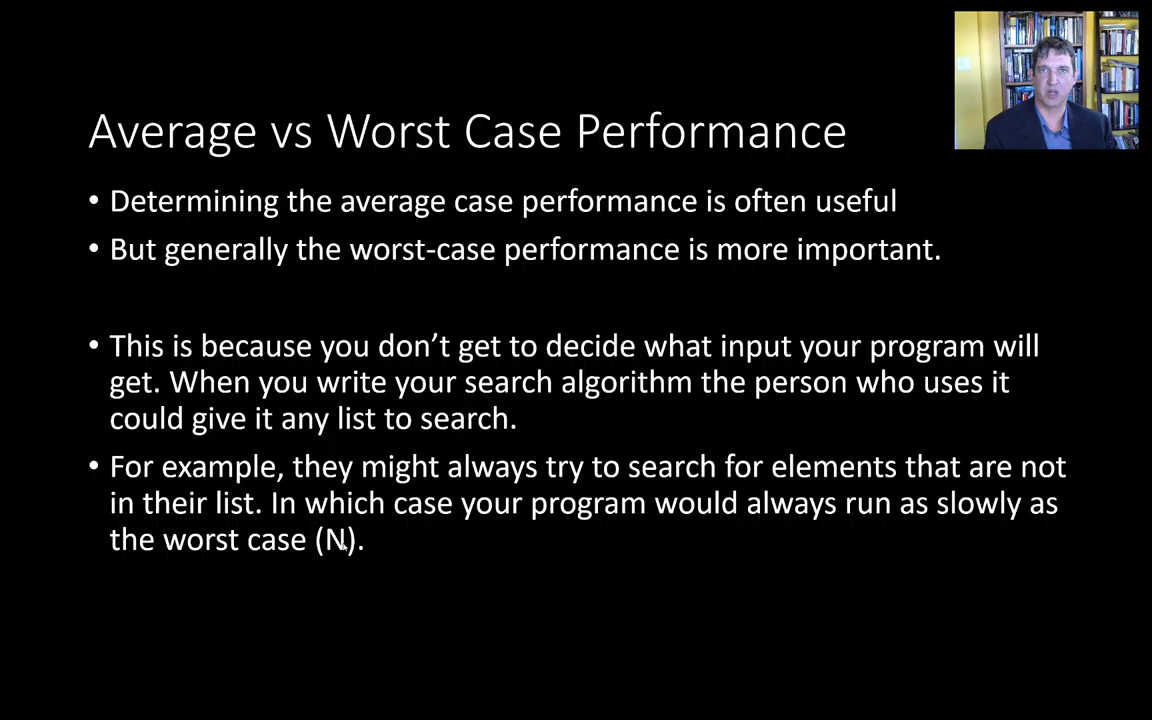 Average vs Worst Case Performance
• Determining the average case performance is often useful
• But generally the worst-case performance is more important.
• This is because you don’t get to decide what input your program will
get. When you write your search algorithm the person who uses it
could give it any list to search.
• For example, they might always try to search for elements that are not
in their list. In which case your program would always run as slowly as
the worst case (N).